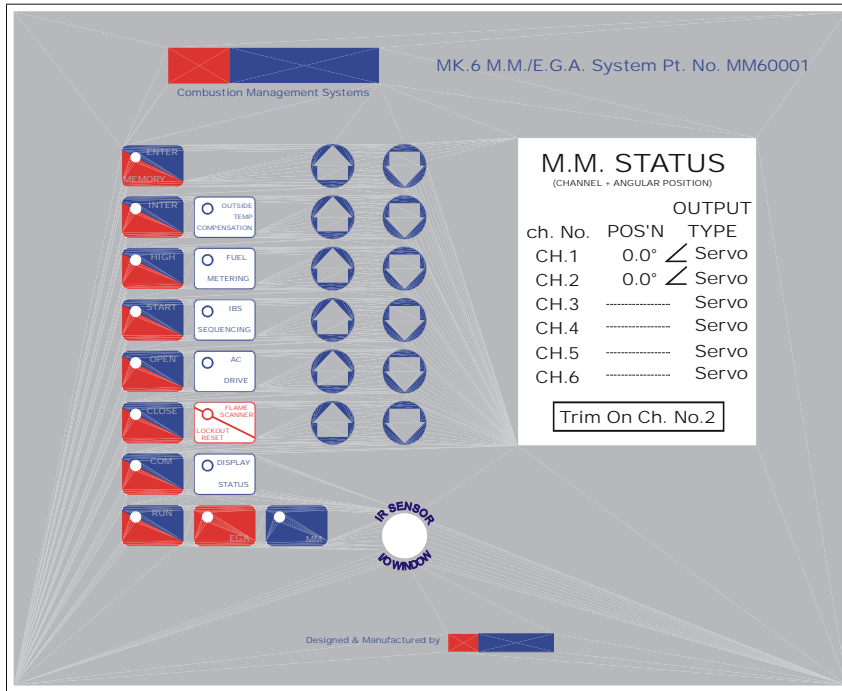 MK.6 M.M./E.G.A. System Pt. No. MM60001
Combustion Management Systems
ENTER
MEMORY
INTER
OUTSIDE
TEMP
COMPENSATION
HIGH
FUEL
METERING
START
IBS
SEQUENCING
OPEN
AC
DRIVE
CLOSE
FLAME
SCANNER
LOCKOUT
RESET
COM
DISPLAY
STATUS
RUN
EGA
MM
M.M. STATUS
(CHANNEL + ANGULAR POSITION)
OUTPUT
ch. No. POS'N TYPE
CH.1 0.0° Servo
CH.2 0.0° Servo
CH.3 ---------------- Servo
CH.4 ---------------- Servo
CH.5 ---------------- Servo
CH.6 ---------------- Servo
Trim On Ch. No.2
IR SENSOR
I/O WINDOW
Designed & Manufactured by